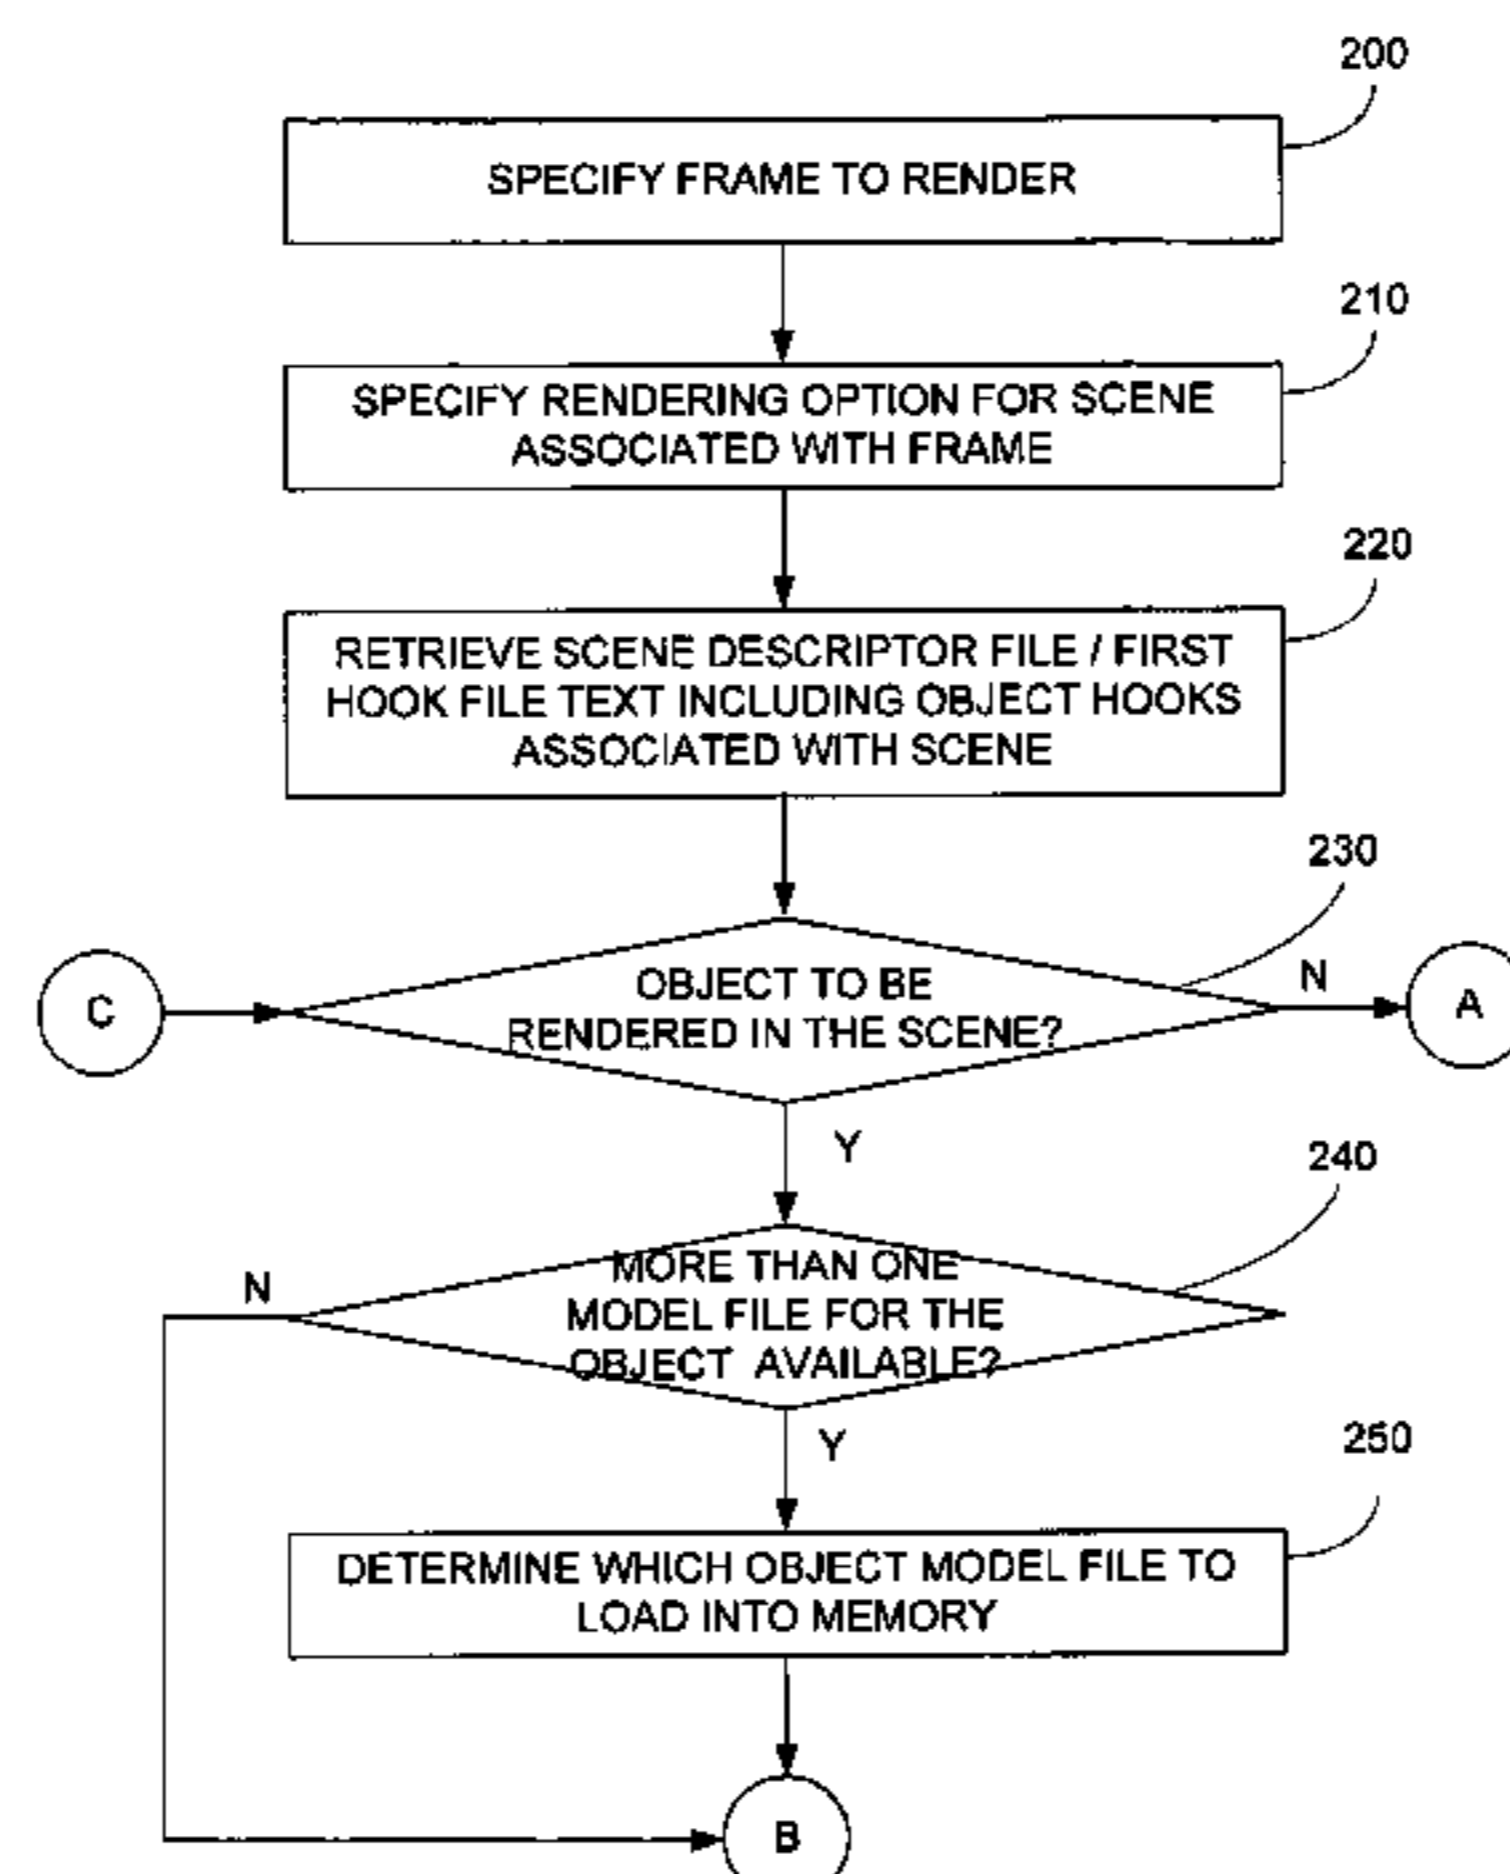 200
SPECIFY FRAME TO RENDER
210
SPECIFY RENDERING OPTION FOR SCENE
ASSOCIATED WITH FRAME
220
RETRIEVE SCENE DESCRIPTOR FILE / FIRST
HOOK FILE TEXT INCLUDING OBJECT HOOKS
ASSOCIATED WITH SCENE
230
C
OBJECT TO BE
RENDERED IN THE SCENE?
N
A
Y
240
N
MORE THAN ONE
MODEL FILE FOR THE
OBJECT AVAILABLE?
Y
250
DETERMINE WHICH OBJECT MODEL FILE TO
LOAD INTO MEMORY
B